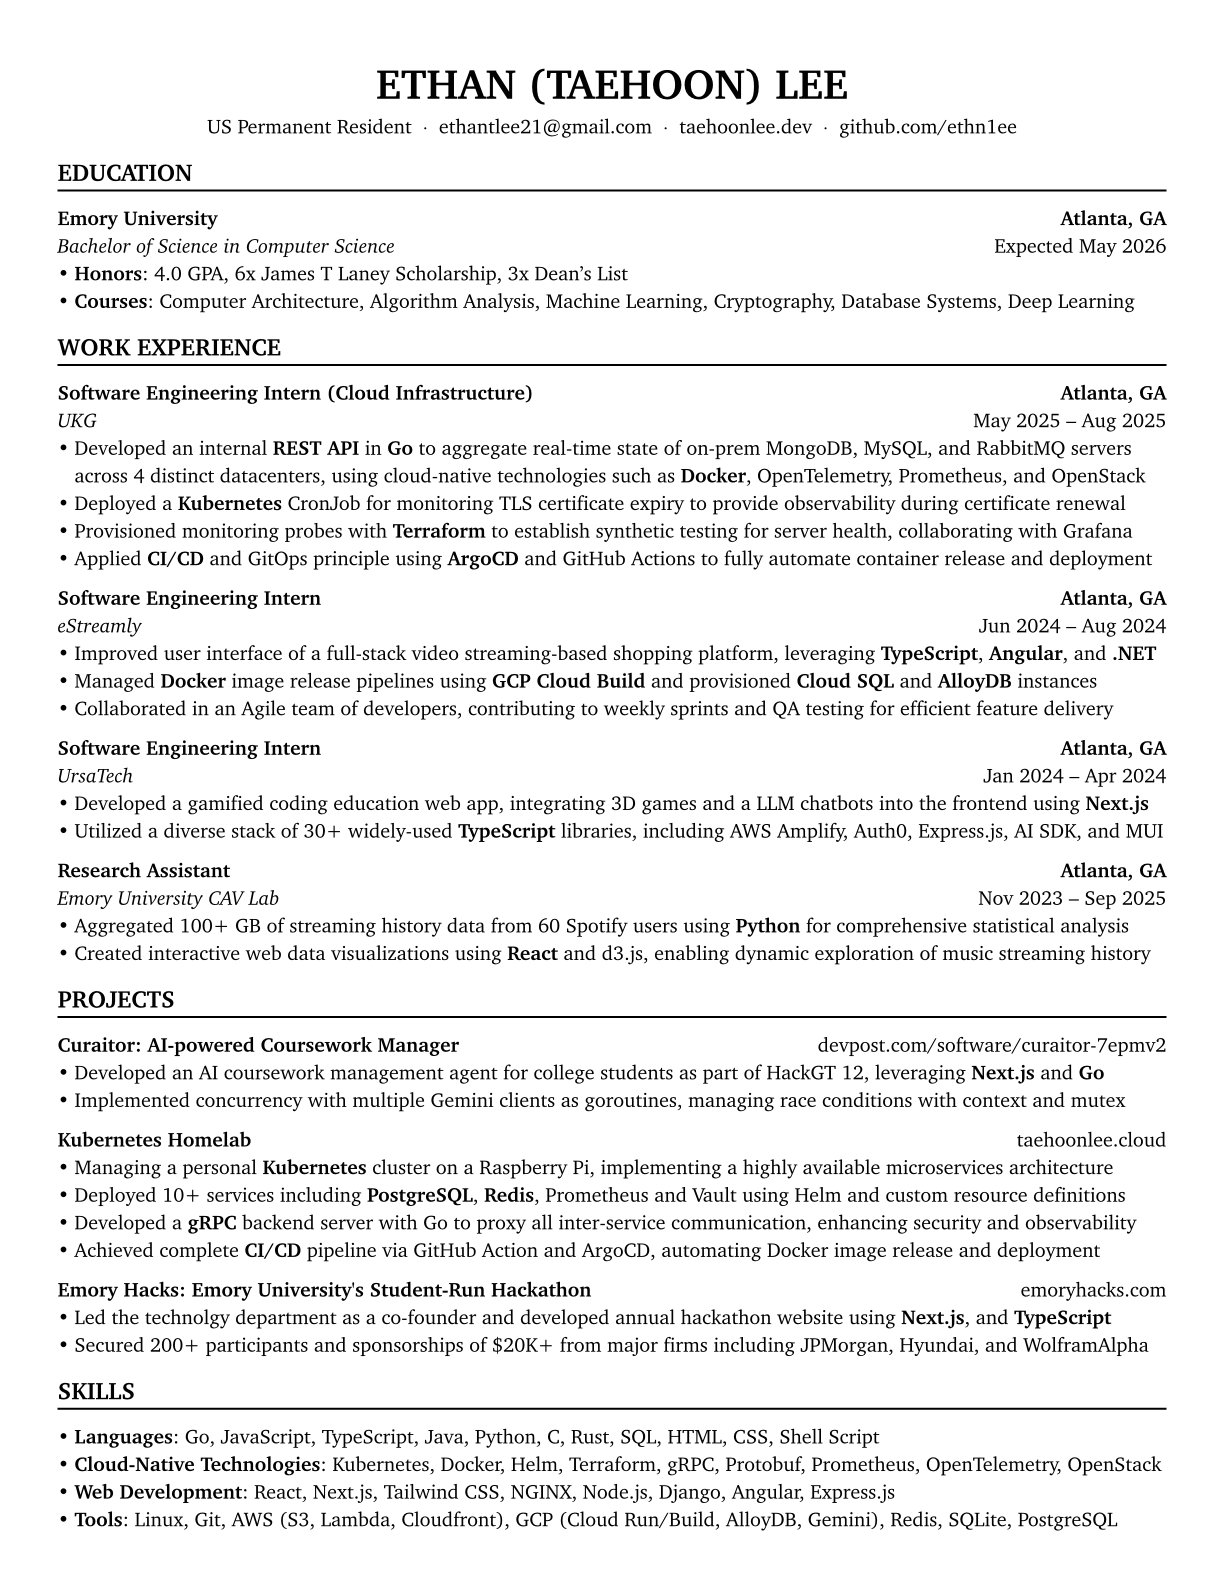 ETHAN (TAEHOON) LEE
US Permanent Resident · ethantlee21@gmail.com · taehoonlee.dev · github.com/ethn1ee
EDUCATION
Emory University Atlanta, GA
Bachelor of Science in Computer Science Expected May 2026
• Honors: 4.0 GPA, 6x James T Laney Scholarship, 3x Dean’s List
• Courses: Computer Architecture, Algorithm Analysis, Machine Learning, Cryptography, Database Systems, Deep Learning
WORK EXPERIENCE
Software Engineering Intern (Cloud Infrastructure) Atlanta, GA
UKG May 2025 – Aug 2025
• Developed an internal REST API in Go to aggregate real-time state of on-prem MongoDB, MySQL, and RabbitMQ servers
across 4 distinct datacenters, using cloud-native technologies such as Docker, OpenTelemetry, Prometheus, and OpenStack
• Deployed a Kubernetes CronJob for monitoring TLS certificate expiry to provide observability during certificate renewal
• Provisioned monitoring probes with Terraform to establish synthetic testing for server health, collaborating with Grafana
• Applied CI/CD and GitOps principle using ArgoCD and GitHub Actions to fully automate container release and deployment
Software Engineering Intern Atlanta, GA
eStreamly Jun 2024 – Aug 2024
• Improved user interface of a full-stack video streaming-based shopping platform, leveraging TypeScript, Angular, and .NET
• Managed Docker image release pipelines using GCP Cloud Build and provisioned Cloud SQL and AlloyDB instances
• Collaborated in an Agile team of developers, contributing to weekly sprints and QA testing for efficient feature delivery
Software Engineering Intern Atlanta, GA
UrsaTech Jan 2024 – Apr 2024
• Developed a gamified coding education web app, integrating 3D games and a LLM chatbots into the frontend using Next.js
• Utilized a diverse stack of 30+ widely-used TypeScript libraries, including AWS Amplify, Auth0, Express.js, AI SDK, and MUI
Research Assistant Atlanta, GA
Emory University CAV Lab Nov 2023 – Sep 2025
• Aggregated 100+ GB of streaming history data from 60 Spotify users using Python for comprehensive statistical analysis
• Created interactive web data visualizations using React and d3.js, enabling dynamic exploration of music streaming history
PROJECTS
Curaitor: AI-powered Coursework Manager devpost.com/software/curaitor-7epmv2
• Developed an AI coursework management agent for college students as part of HackGT 12, leveraging Next.js and Go
• Implemented concurrency with multiple Gemini clients as goroutines, managing race conditions with context and mutex
Kubernetes Homelab taehoonlee.cloud
• Managing a personal Kubernetes cluster on a Raspberry Pi, implementing a highly available microservices architecture
• Deployed 10+ services including PostgreSQL, Redis, Prometheus and Vault using Helm and custom resource definitions
• Developed a gRPC backend server with Go to proxy all inter-service communication, enhancing security and observability
• Achieved complete CI/CD pipeline via GitHub Action and ArgoCD, automating Docker image release and deployment
Emory Hacks: Emory University's Student-Run Hackathon emoryhacks.com
• Led the technolgy department as a co-founder and developed annual hackathon website using Next.js, and TypeScript
• Secured 200+ participants and sponsorships of $20K+ from major firms including JPMorgan, Hyundai, and WolframAlpha
SKILLS
• Languages: Go, JavaScript, TypeScript, Java, Python, C, Rust, SQL, HTML, CSS, Shell Script
• Cloud-Native Technologies: Kubernetes, Docker, Helm, Terraform, gRPC, Protobuf, Prometheus, OpenTelemetry, OpenStack
• Web Development: React, Next.js, Tailwind CSS, NGINX, Node.js, Django, Angular, Express.js
• Tools: Linux, Git, AWS (S3, Lambda, Cloudfront), GCP (Cloud Run/Build, AlloyDB, Gemini), Redis, SQLite, PostgreSQL